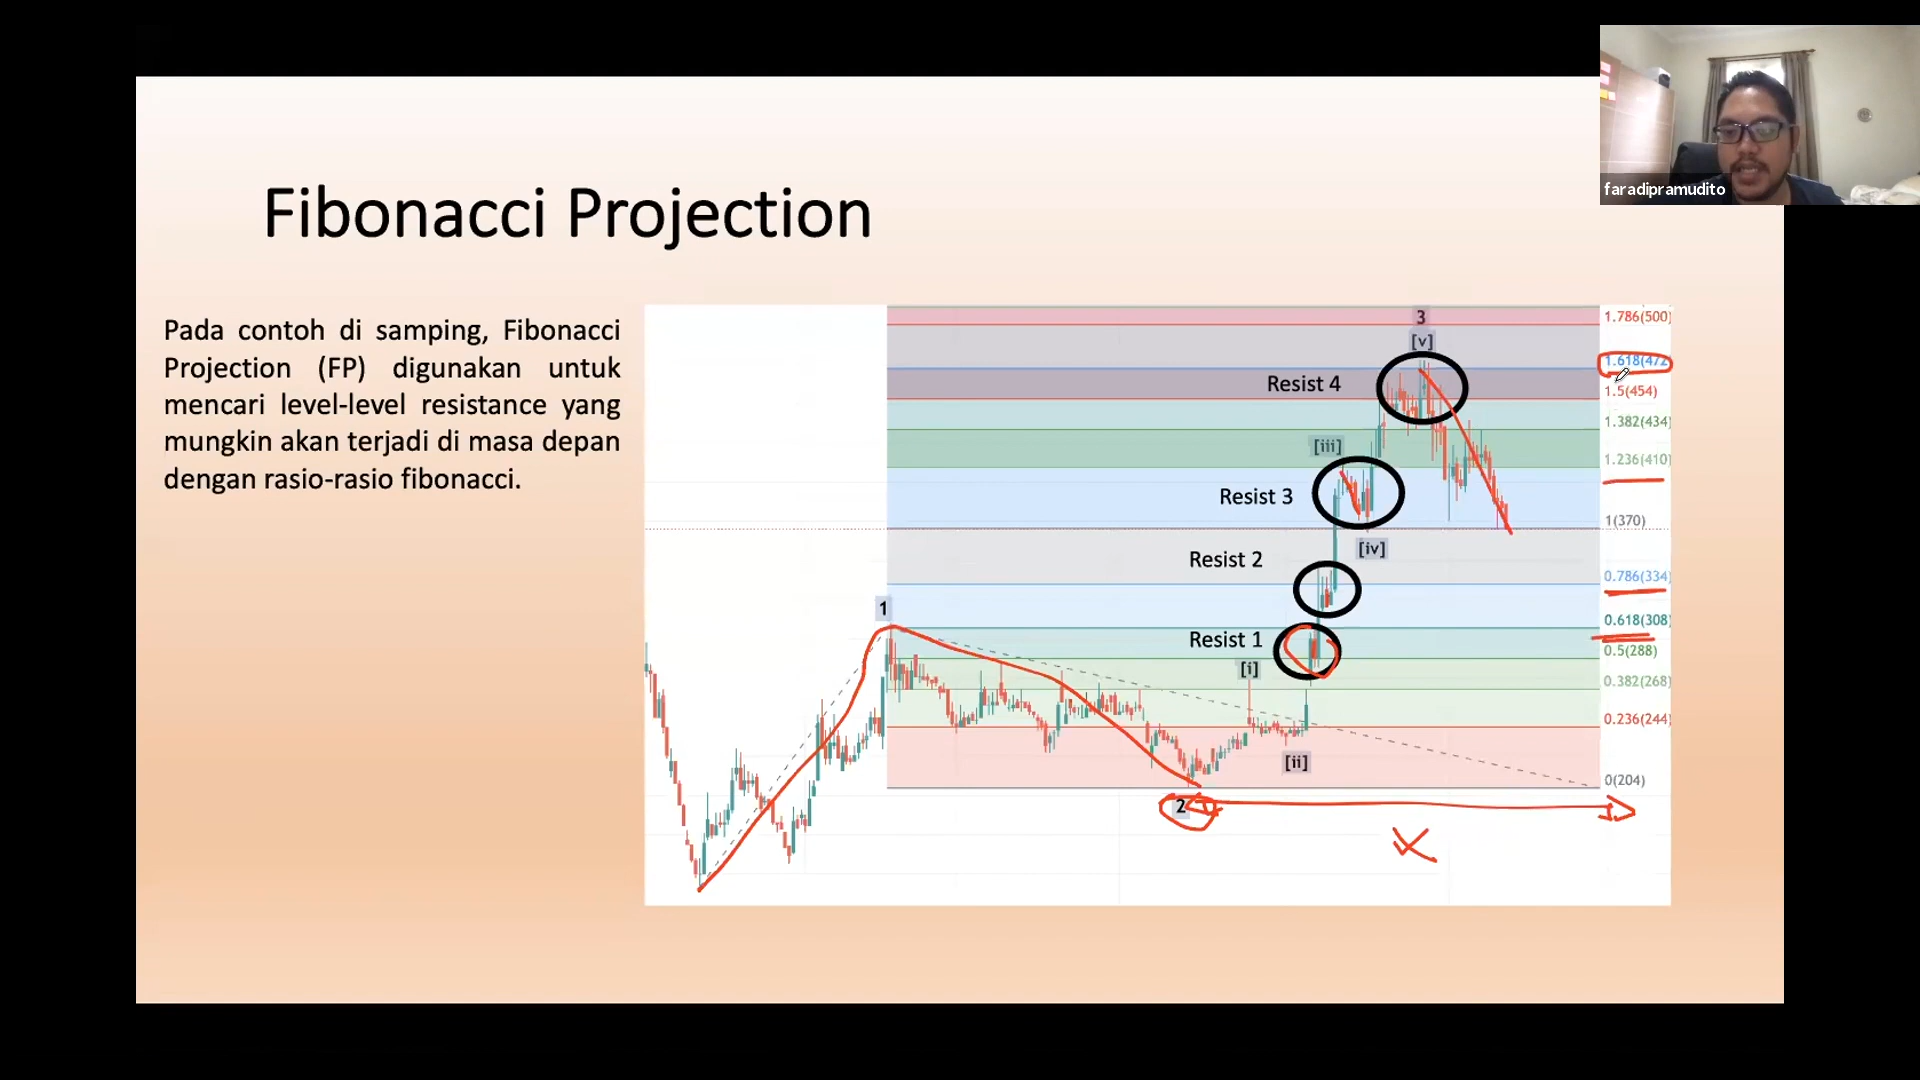 faradipramudito
Fibonacci Projection
Pada contoh di samping, Fibonacci
Projection (FP) digunakan untuk
mencari level-level resistance yang
mungkin akan terjadi di masa depan
dengan rasio-rasio fibonacci.
3
[v]
1.786(500)
1.618(472
Resist 4
1.5(454)
1.382(434)
[iii]
1.236(410)
Resist 3
1(370)
[iv]
Resist 2
0.786(334)
1
0.618(308)
Resist 1
0.5(288)
[i]
0.382(268)
0.236(244)
[ii]
0(204)
2